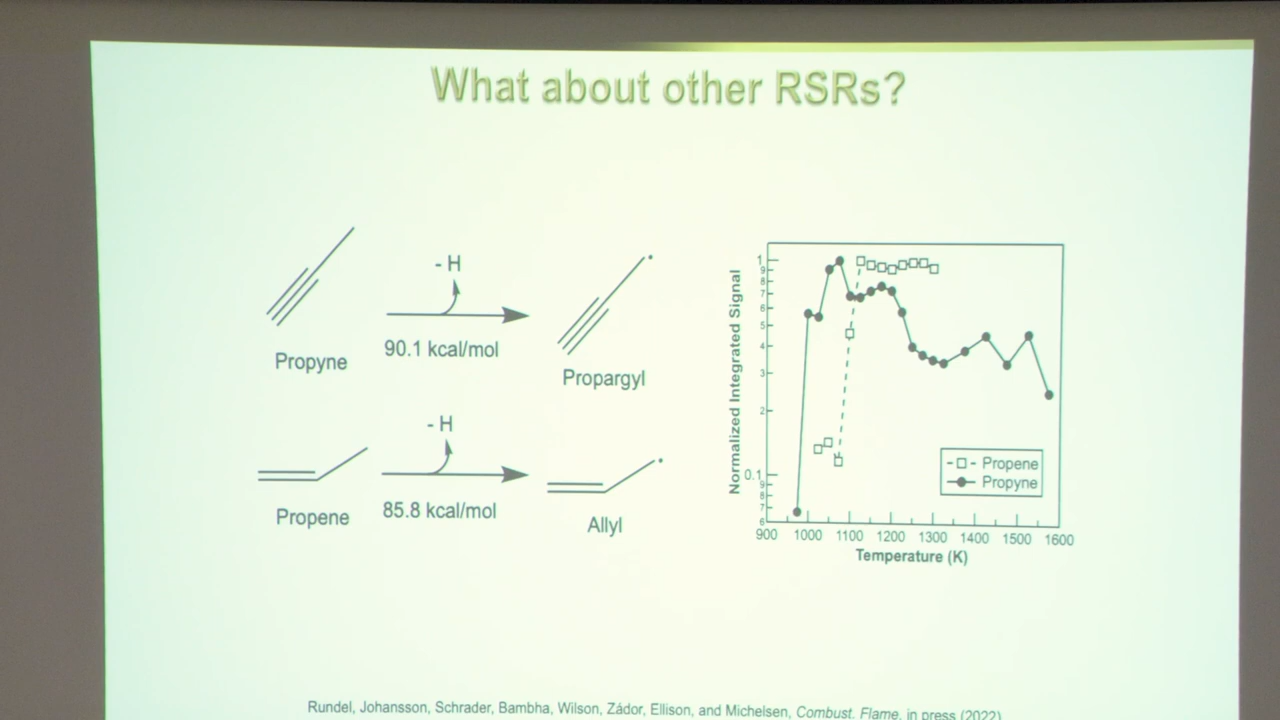 What about other RSRs?
- H
90.1 kcal/mol
Propyne
Propargyl
- H
85.8 kcal/mol
Propene
Allyl
Normalized Integrated Signal
1
9
8
7
6
5
4
3
2
0.1
9
8
7
6
- Propene
Propyne
900 1000 1100 1200 1300 1400 1500 1600
Temperature (K)
Rundel, Johansson, Schrader, Bambha, Wilson, Zádor, Ellison, and Michelsen, Combust. Flame, in press (2022)